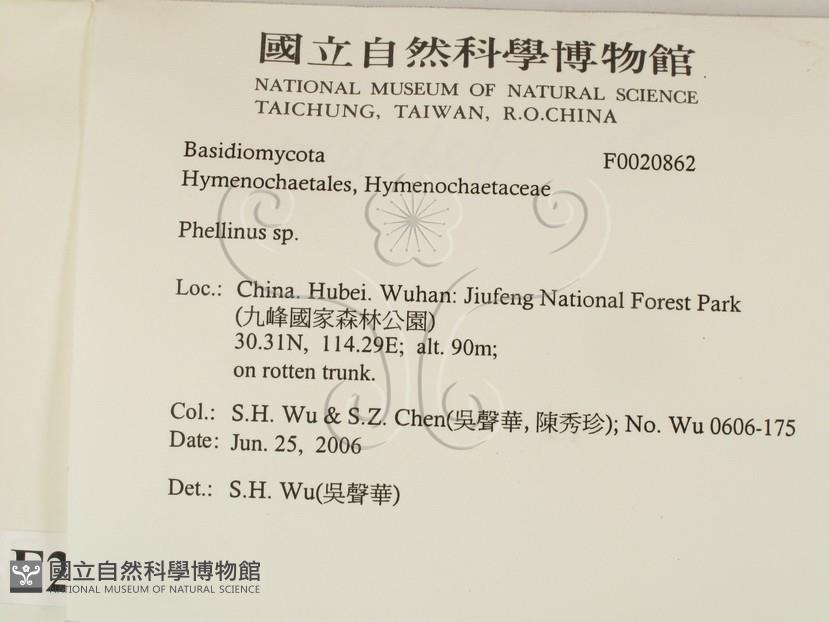 國立自然科學博物館
NATIONAL MUSEUM OF NATURAL SCIENCE
TAICHUNG, TAIWAN, R.O.CHINA
Basidiomycota F0020862
Hymenochaetales, Hymenochaetaceae
Phellinus sp.
Loc.: China. Hubei. Wuhan: Jiufeng National Forest Park
(九峰國家森林公園)
30.31N, 114.29E; alt. 90m;
on rotten trunk.
Col.: S.H. Wu & S.Z. Chen(吳聲華, 陳秀珍); No. Wu 0606-175
Date: Jun. 25, 2006
Det.: S.H. Wu(吳聲華)
國立自然科學博物館
NATIONAL MUSEUM OF NATURAL SCIENCE